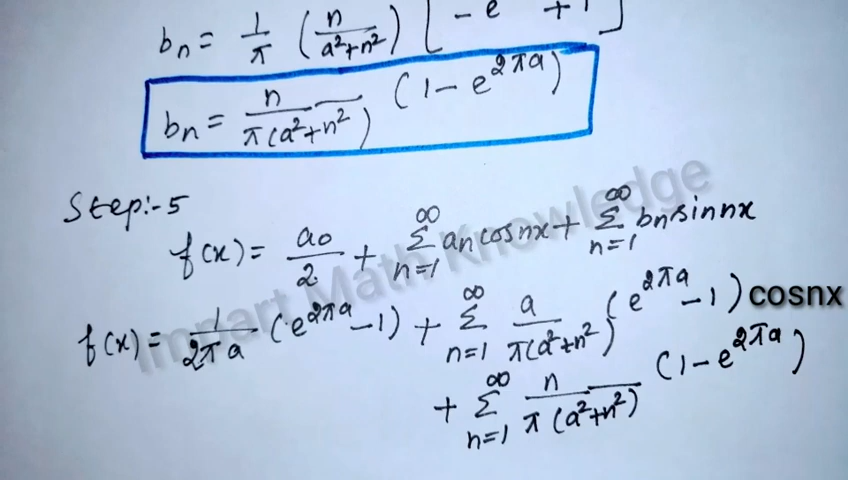 bn = 1/π (n/(a²+n²)) [-e +1]
bn = n/(π(a²+n²)) (1-e^{2πa})
Step:-5
f(x) = a0/2 + Σ_{n=1}^{∞} an cosnx + Σ_{n=1}^{∞} bn sinnx
f(x) = 1/(2πa) (e^{2πa}-1) + Σ_{n=1}^{∞} a/(π(a²+n²)) (e^{2πa}-1) cosnx
+ Σ_{n=1}^{∞} n/(π(a²+n²)) (1-e^{2πa})
Impart Math Knowledge